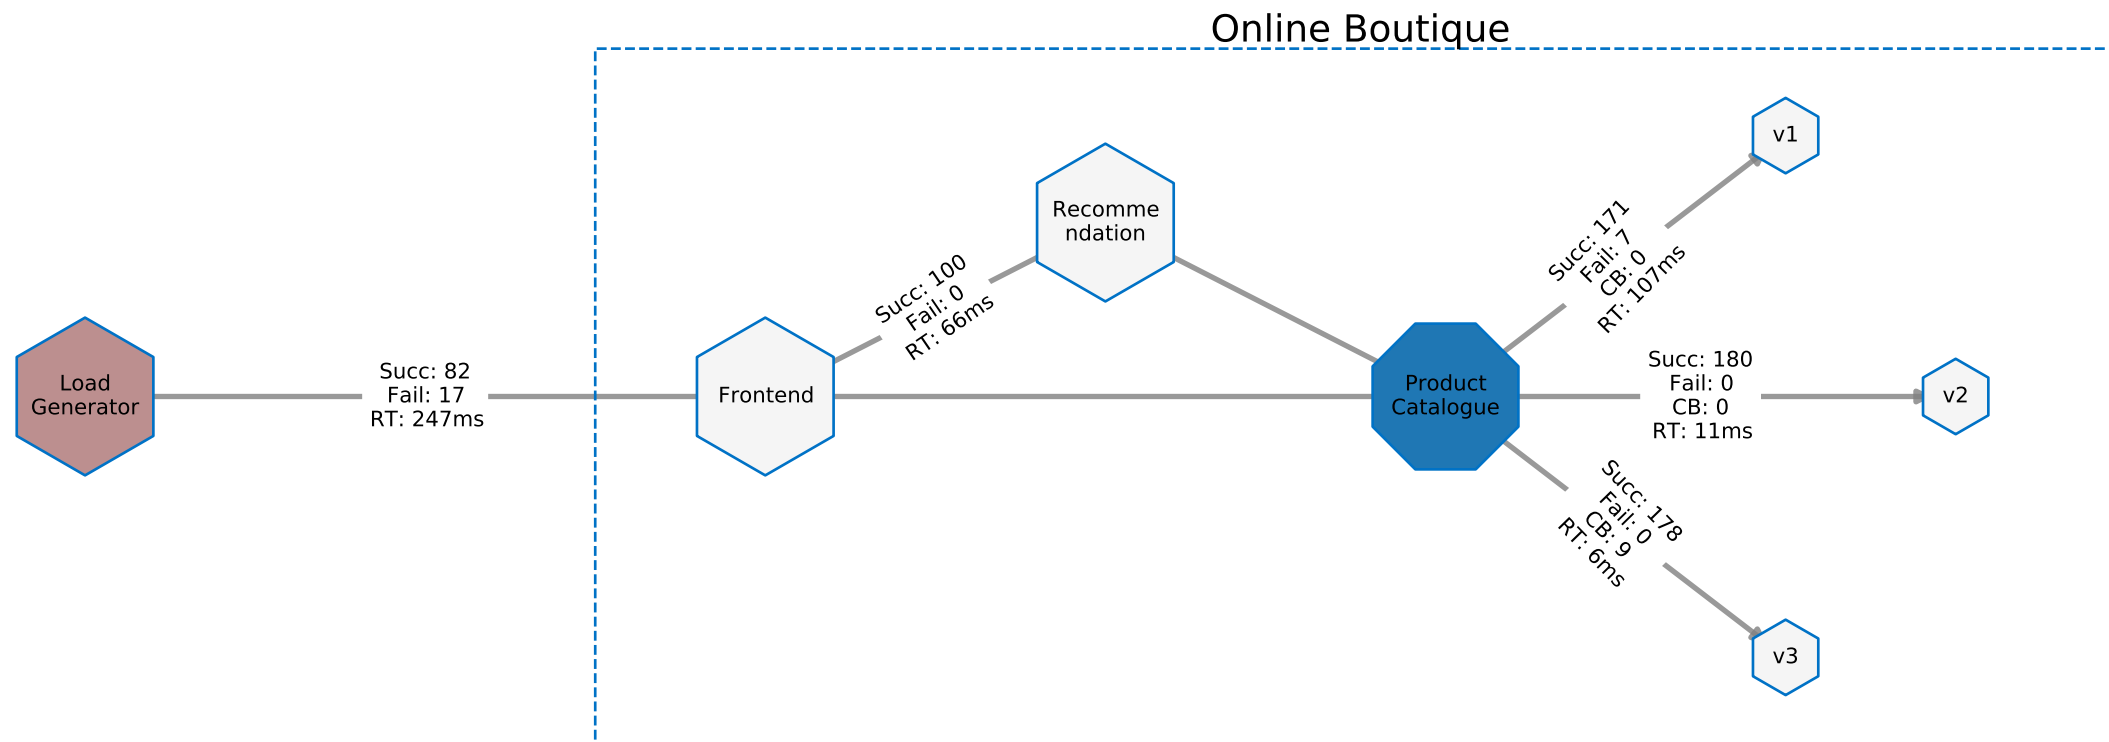 Online Boutique
Load
Generator
Succ: 82
Fail: 17
RT: 247ms
Frontend
Succ: 100
Fail: 0
RT: 66ms
Recomme
ndation
Product
Catalogue
Succ: 171
Fail: 7
CB: 0
RT: 107ms
v1
Succ: 180
Fail: 0
CB: 0
RT: 11ms
v2
Succ: 178
Fail: 0
CB: 9
RT: 6ms
v3